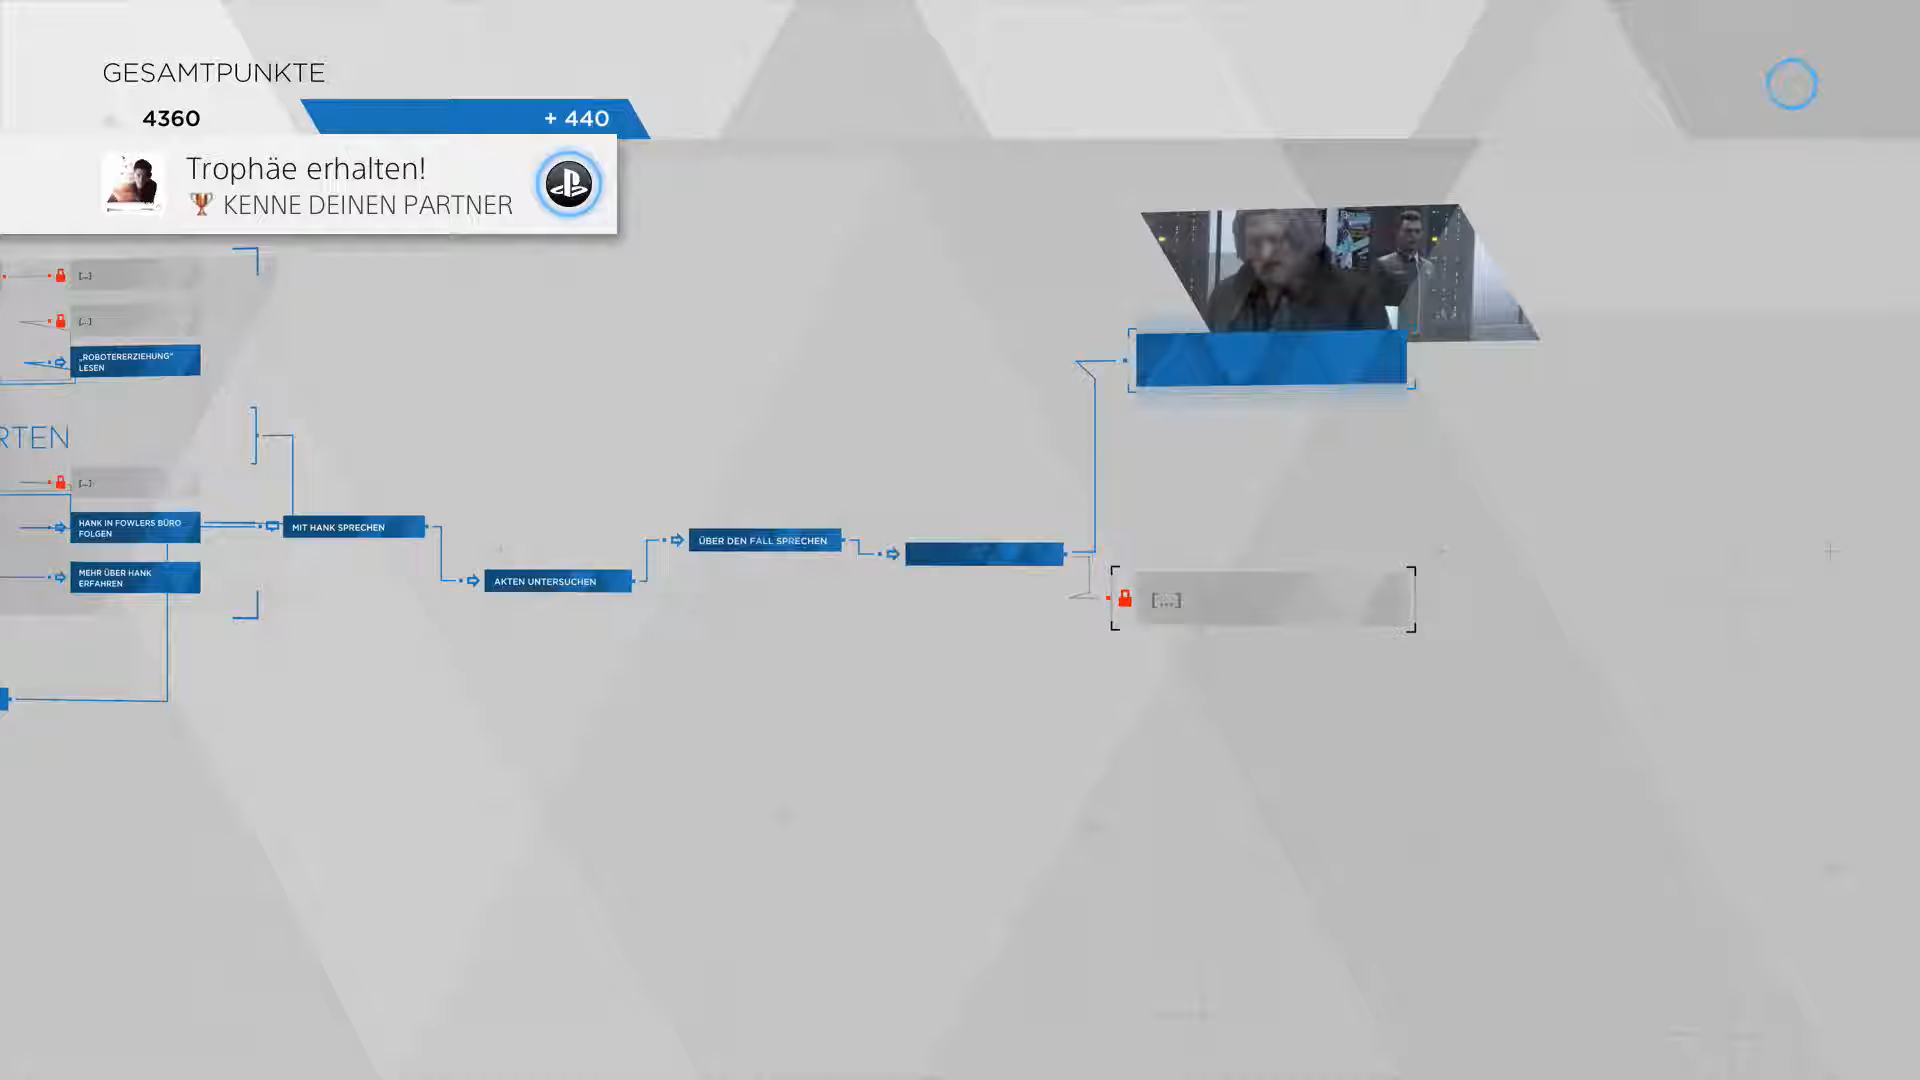 GESAMTPUNKTE
4360
+ 440
Trophäe erhalten!
KENNE DEINEN PARTNER
[...]
[...]
„ROBOTERERZIEHUNG"
LESEN
RTEN
[...]
HANK IN FOWLERS BÜRO
FOLGEN
MEHR ÜBER HANK
ERFAHREN
MIT HANK SPRECHEN
AKTEN UNTERSUCHEN
ÜBER DEN FALL SPRECHEN
[...]